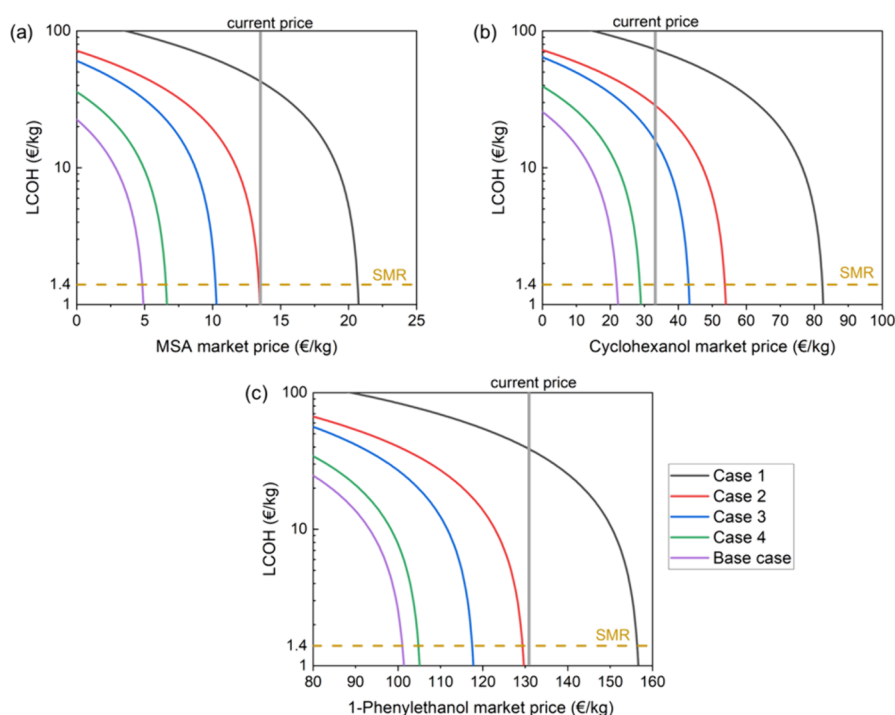 current price
(a)
100
10
1.4
1
LCOH (€/kg)
SMR
0 5 10 15 20 25
MSA market price (€/kg)
current price
(b)
100
10
1.4
1
LCOH (€/kg)
SMR
0 10 20 30 40 50 60 70 80 90 100
Cyclohexanol market price (€/kg)
current price
(c)
100
10
1.4
1
LCOH (€/kg)
SMR
80 90 100 110 120 130 140 150 160
1-Phenylethanol market price (€/kg)
Case 1
Case 2
Case 3
Case 4
Base case